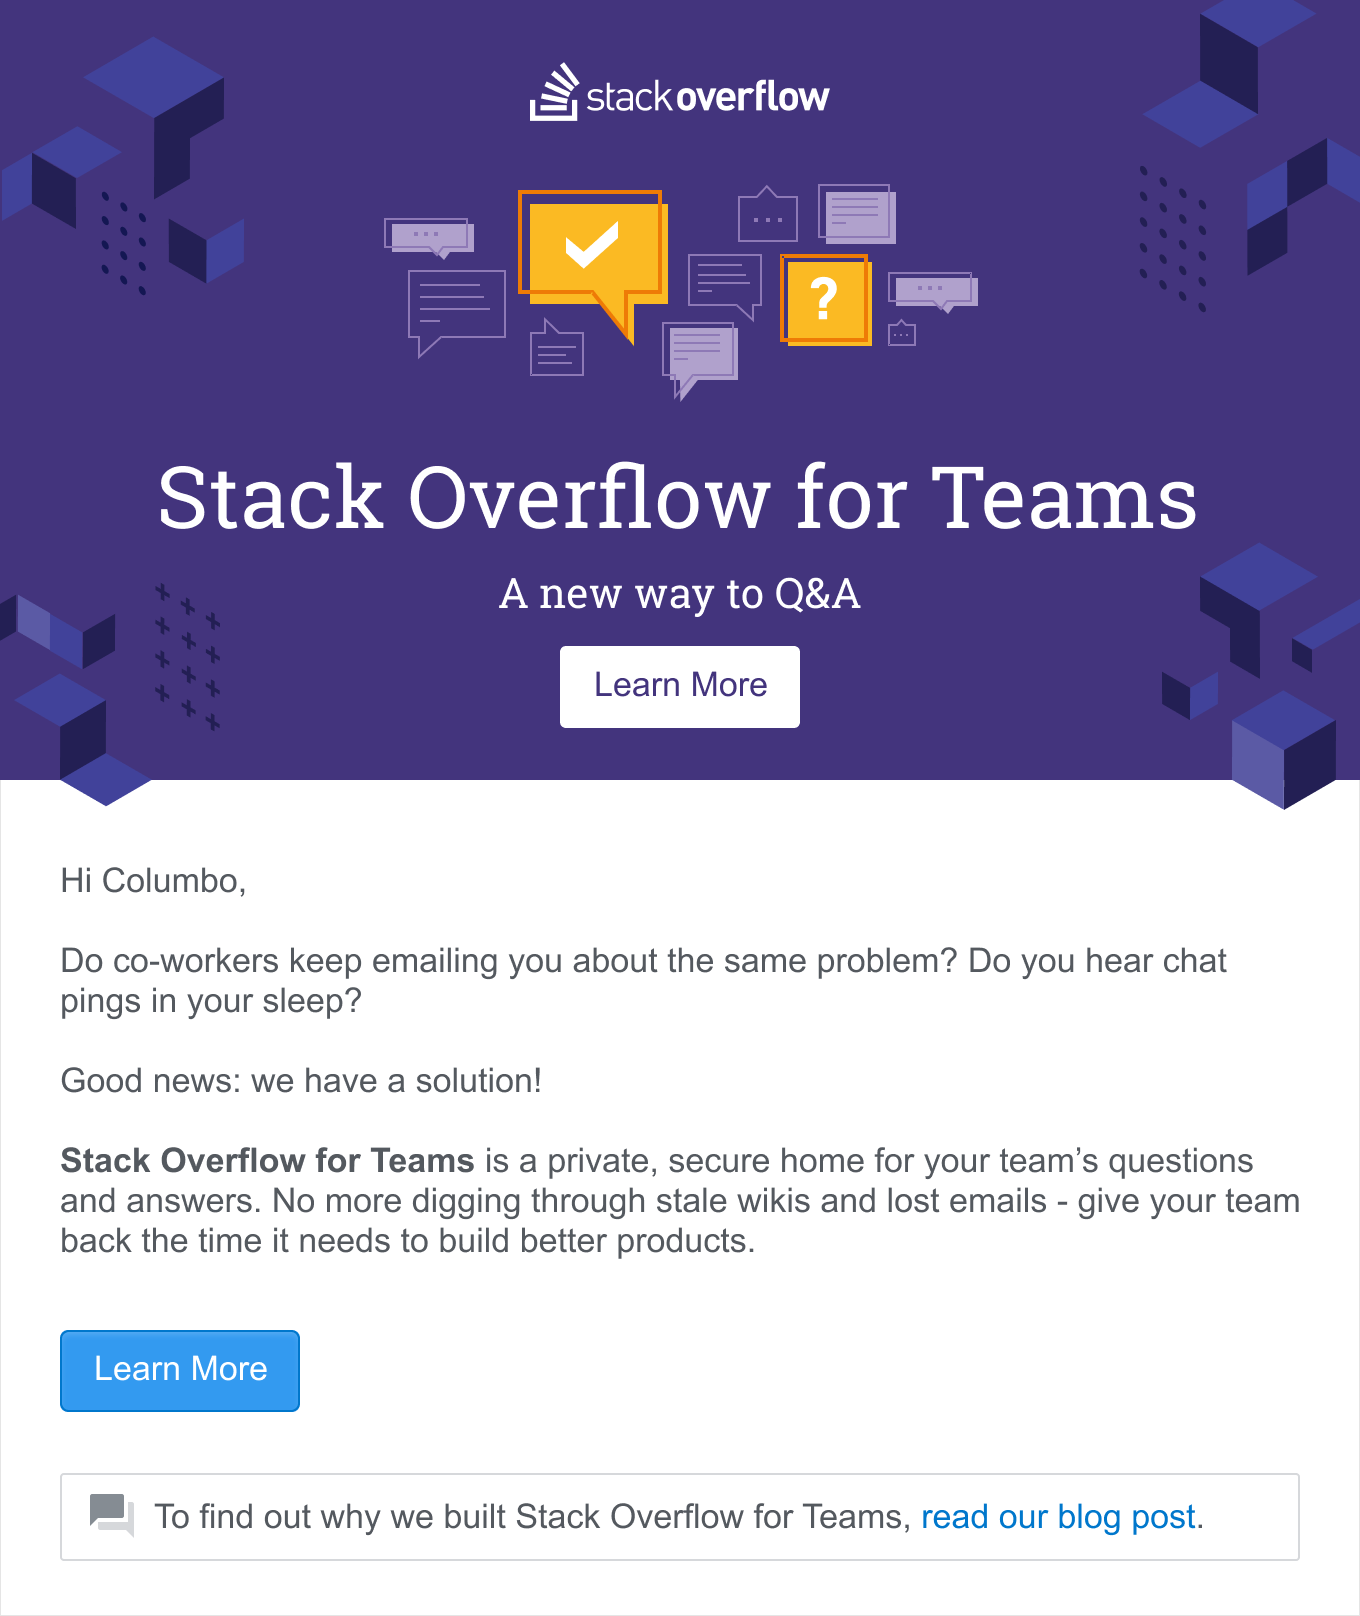 stackoverflow
?
Stack Overflow for Teams
A new way to Q&A
Learn More
Hi Columbo,
Do co-workers keep emailing you about the same problem? Do you hear chat
pings in your sleep?
Good news: we have a solution!
Stack Overflow for Teams is a private, secure home for your team’s questions
and answers. No more digging through stale wikis and lost emails - give your team
back the time it needs to build better products.
Learn More
To find out why we built Stack Overflow for Teams, read our blog post.